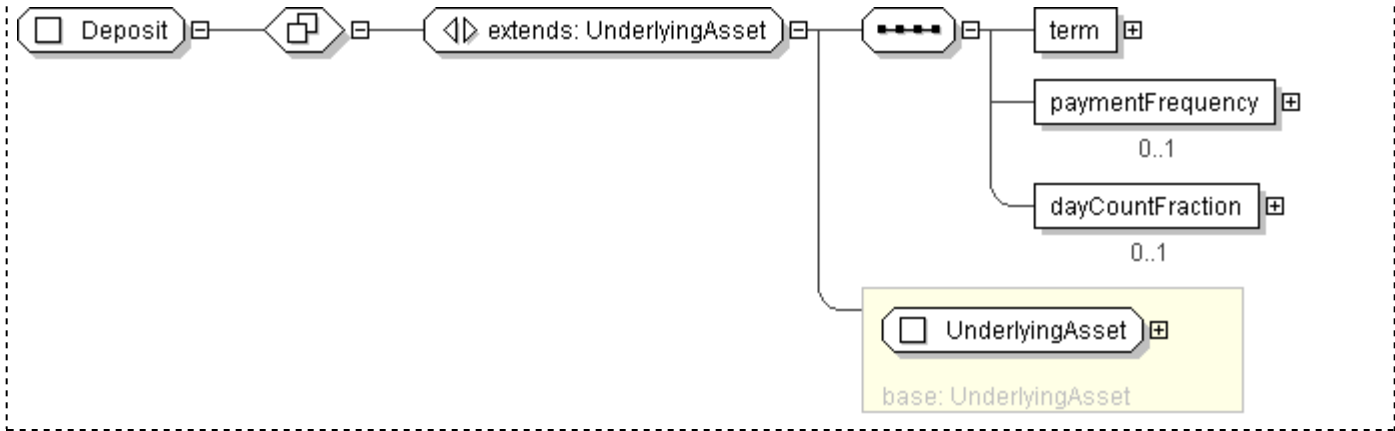 Deposit
extends: UnderlyingAsset
term
paymentFrequency
0..1
dayCountFraction
0..1
UnderlyingAsset
base: UnderlyingAsset